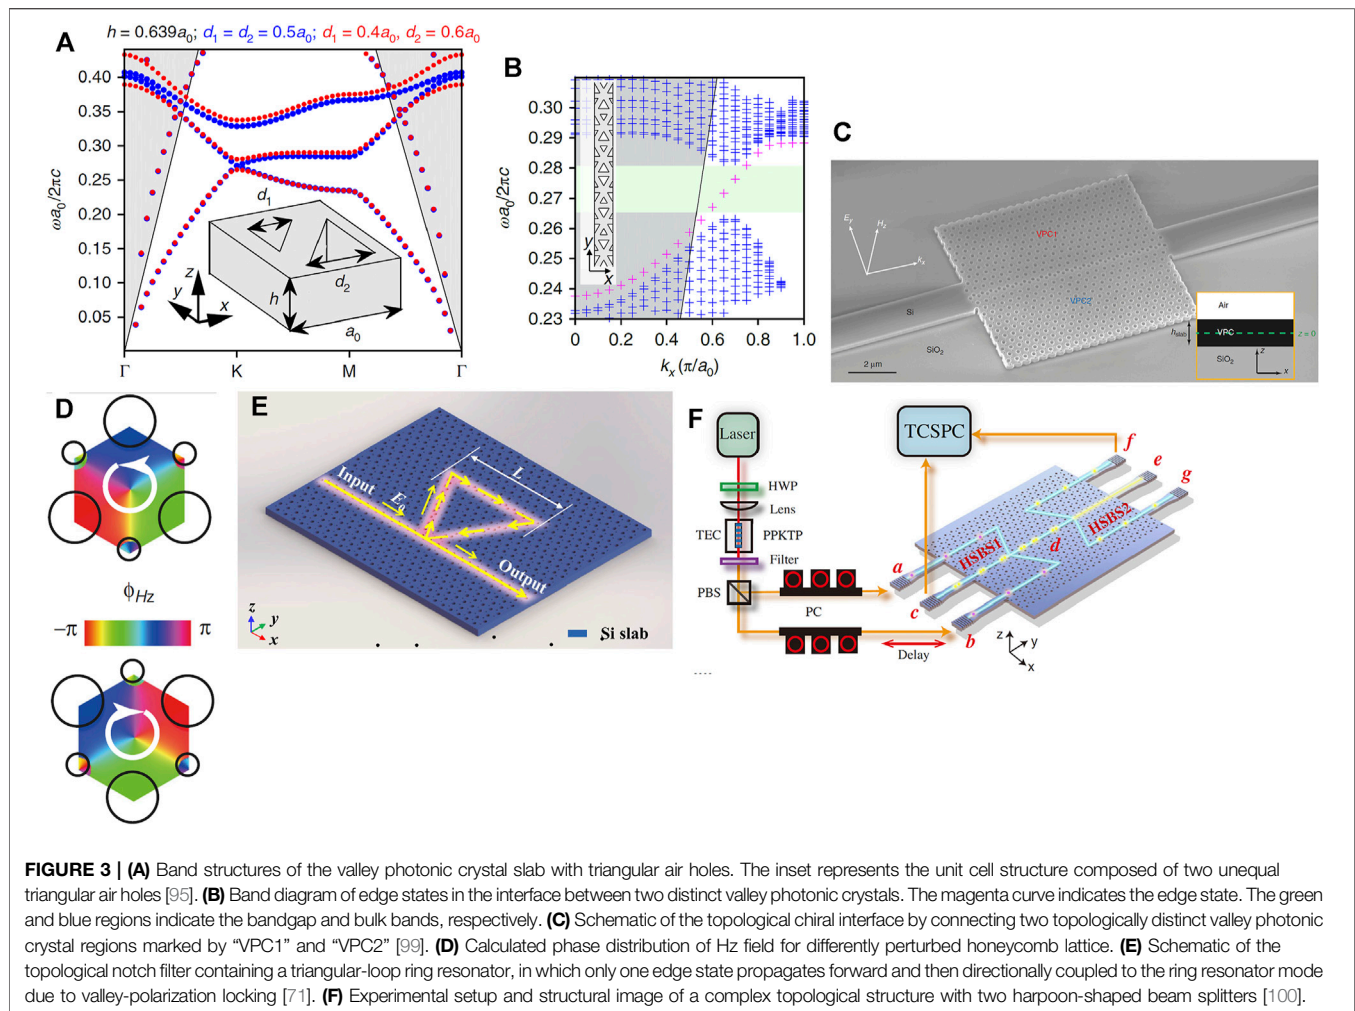 A
h = 0.639a₀; d₁ = d₂ = 0.5a₀; d₁ = 0.4a₀, d₂ = 0.6a₀
ωa₀/2πc
0.40
0.35
0.30
0.25
0.20
0.15
0.10
0.05
Γ K M Γ
d₁
d₂
h
a₀
z
y
x
B
ωa₀/2πc
0.30
0.29
0.28
0.27
0.26
0.25
0.24
0.23
0 0.2 0.4 0.6 0.8 1.0
kₓ(π/a₀)
y
x
C
E_y
H_z
kₓ
VPC1
VPC2
Si
SiO₂
2 μm
Air
h_slab
VPC
z = 0
SiO₂
z
x
D
ϕHz
−π π
E
Input
E₀
L
Output
z
y
x
Si slab
F
Laser
TCSPC
HWP
Lens
TEC
PPKTP
Filter
PBS
PC
Delay
a
b
c
d
e
f
g
HSBS1
HSBS2
z
y
x
FIGURE 3 | (A) Band structures of the valley photonic crystal slab with triangular air holes. The inset represents the unit cell structure composed of two unequal
triangular air holes [95]. (B) Band diagram of edge states in the interface between two distinct valley photonic crystals. The magenta curve indicates the edge state. The green
and blue regions indicate the bandgap and bulk bands, respectively. (C) Schematic of the topological chiral interface by connecting two topologically distinct valley photonic
crystal regions marked by “VPC1” and “VPC2” [99]. (D) Calculated phase distribution of Hz field for differently perturbed honeycomb lattice. (E) Schematic of the
topological notch filter containing a triangular-loop ring resonator, in which only one edge state propagates forward and then directionally coupled to the ring resonator mode
due to valley-polarization locking [71]. (F) Experimental setup and structural image of a complex topological structure with two harpoon-shaped beam splitters [100].